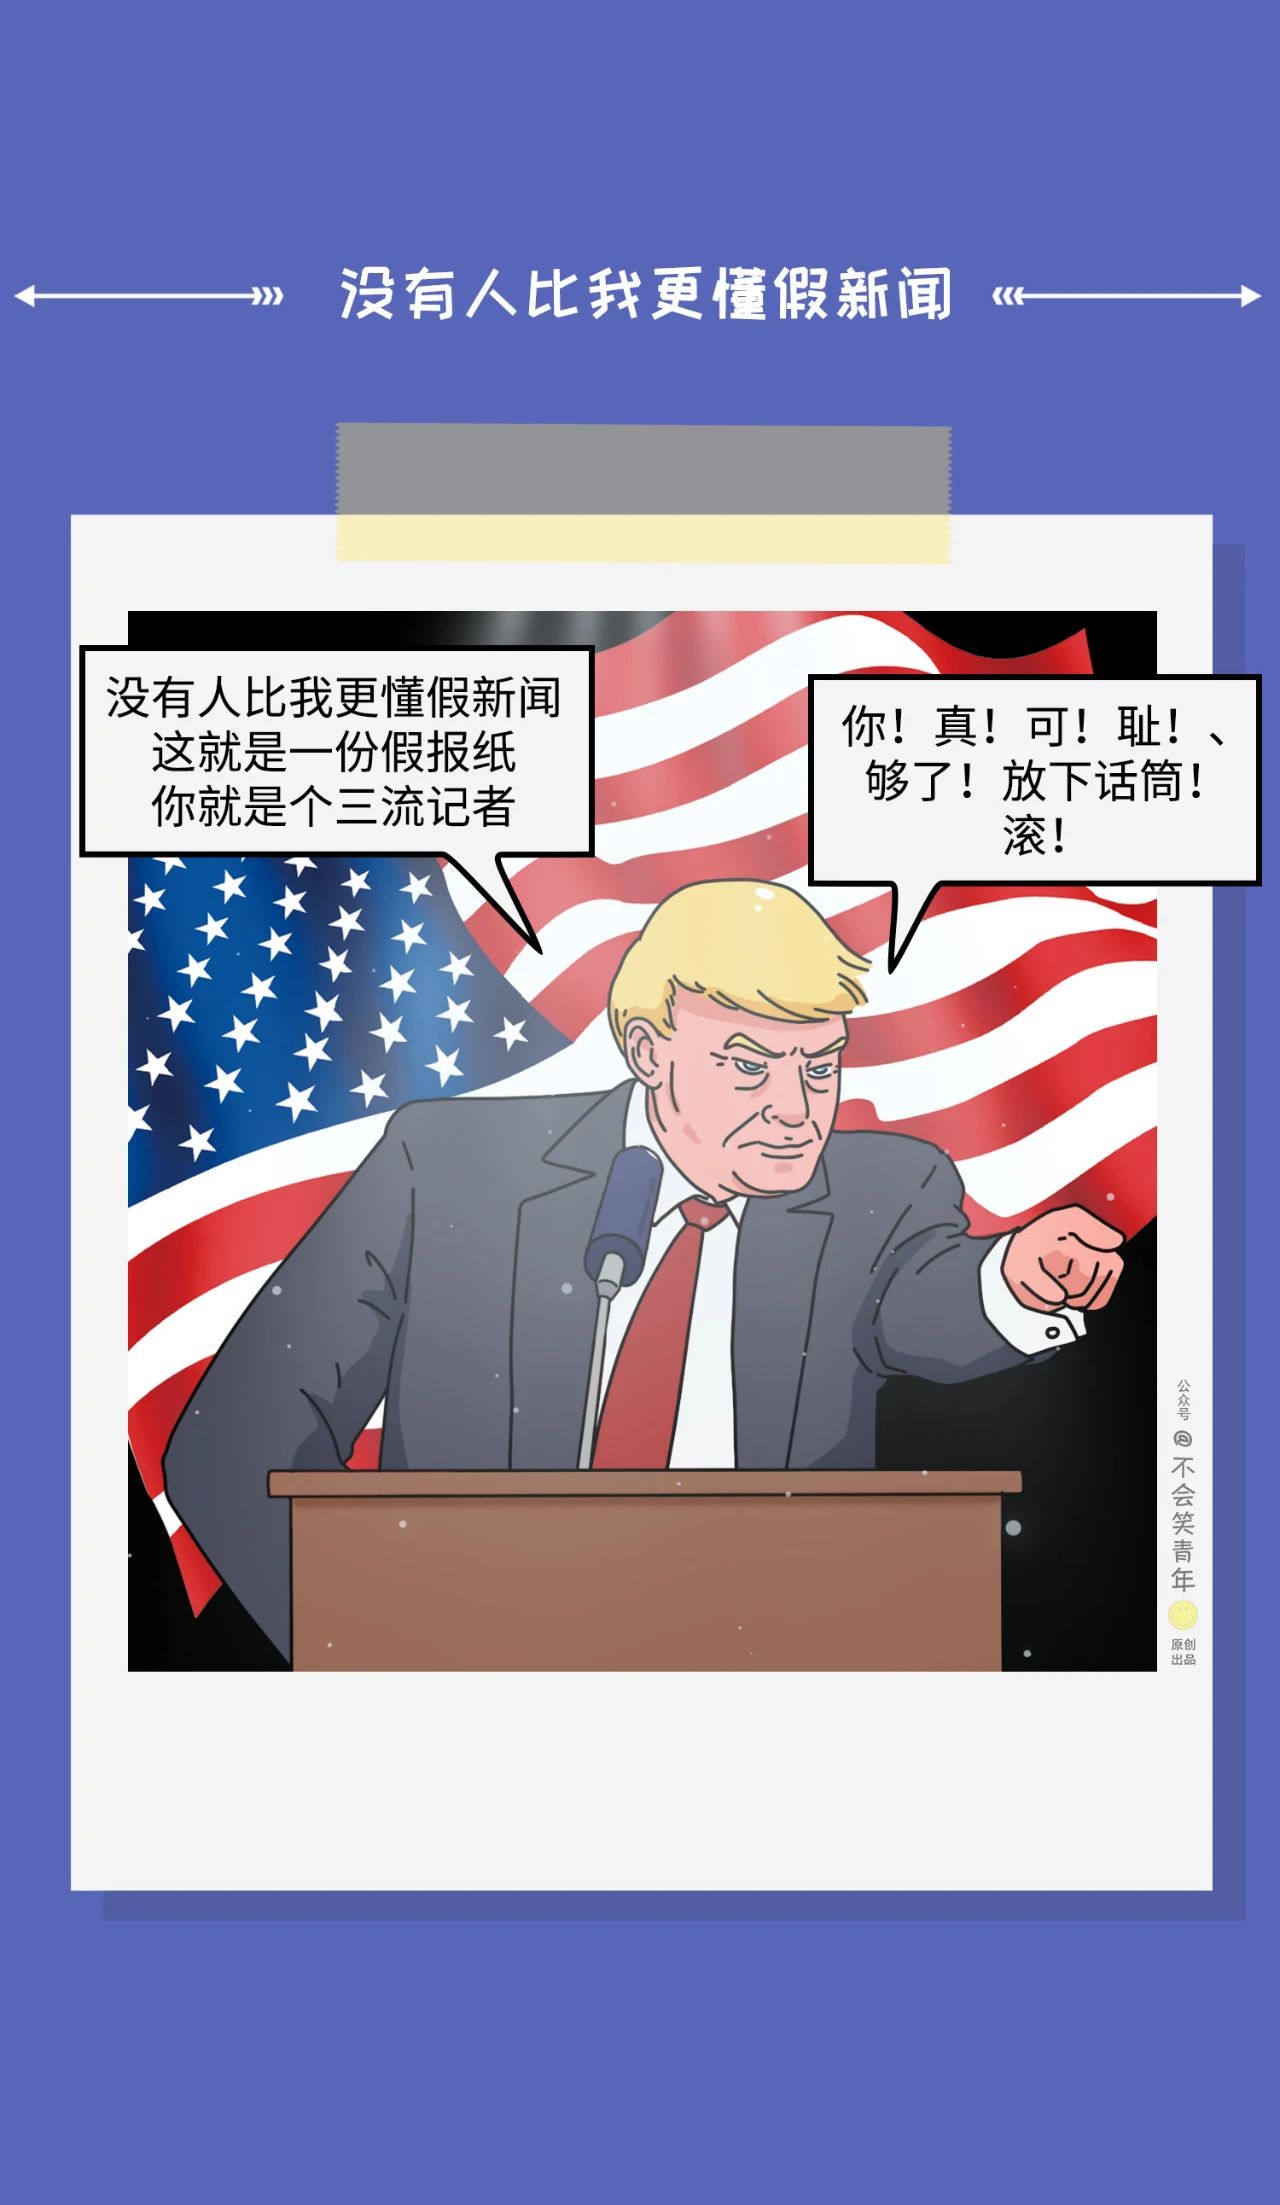 没有人比我更懂假新闻
没有人比我更懂假新闻
这就是一份假报纸
你就是个三流记者
你！真！可！耻！、
够了！放下话筒！
滚！
公众号
@不会笑青年
原创
出品